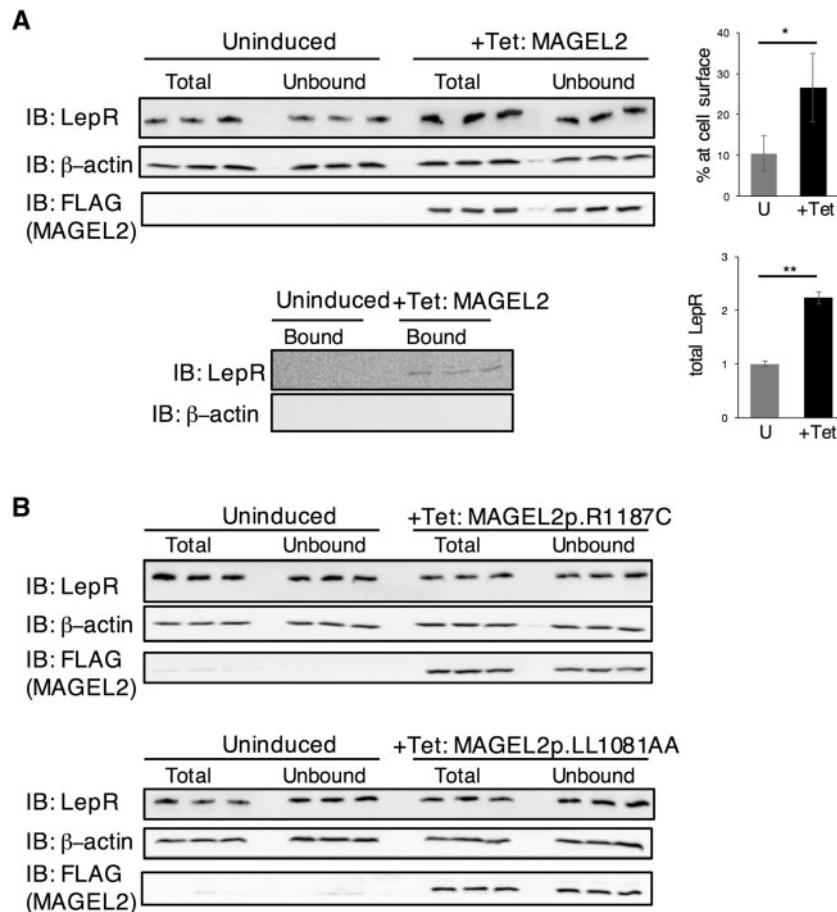 A
Uninduced +Tet: MAGEL2
Total Unbound Total Unbound
IB: LepR
IB: β–actin
IB: FLAG
(MAGEL2)
Uninduced +Tet: MAGEL2
Bound Bound
IB: LepR
IB: β–actin
*
% at cell surface
40
30
20
10
0
U +Tet
**
total LepR
3
2
1
0
U +Tet
B
Uninduced +Tet: MAGEL2p.R1187C
Total Unbound Total Unbound
IB: LepR
IB: β–actin
IB: FLAG
(MAGEL2)
Uninduced +Tet: MAGEL2p.LL1081AA
Total Unbound Total Unbound
IB: LepR
IB: β–actin
IB: FLAG
(MAGEL2)